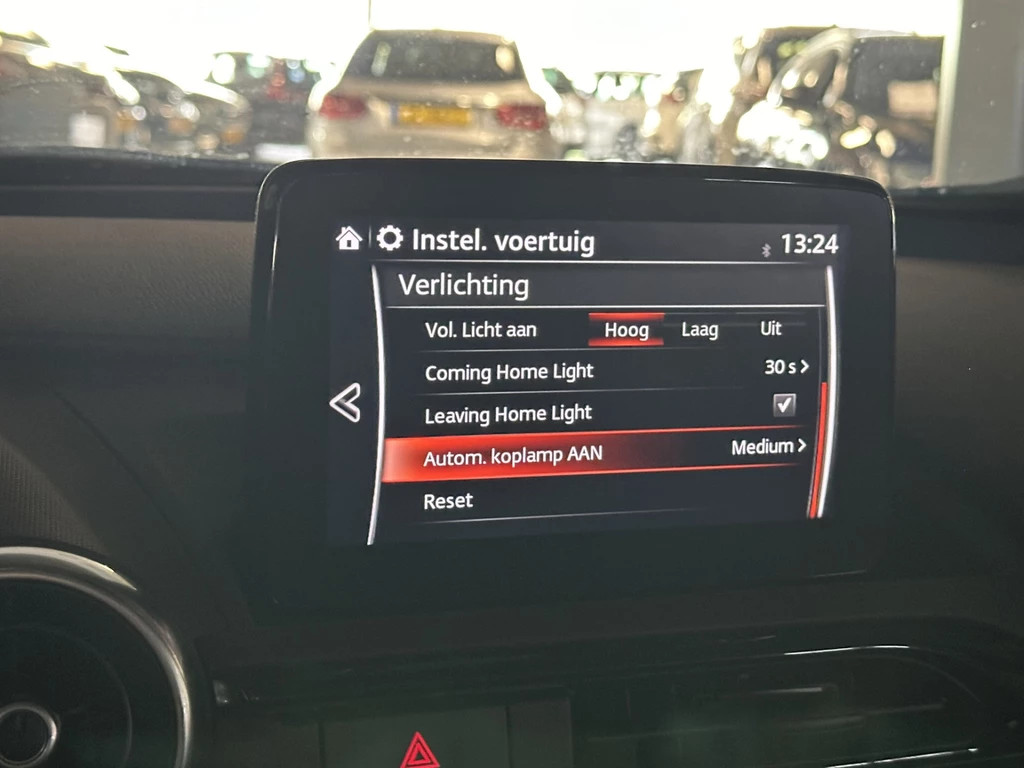 Instel. voertuig 13:24
Verlichting
Vol. Licht aan Hoog Laag Uit
Coming Home Light 30 s
Leaving Home Light
Autom. koplamp AAN Medium
Reset